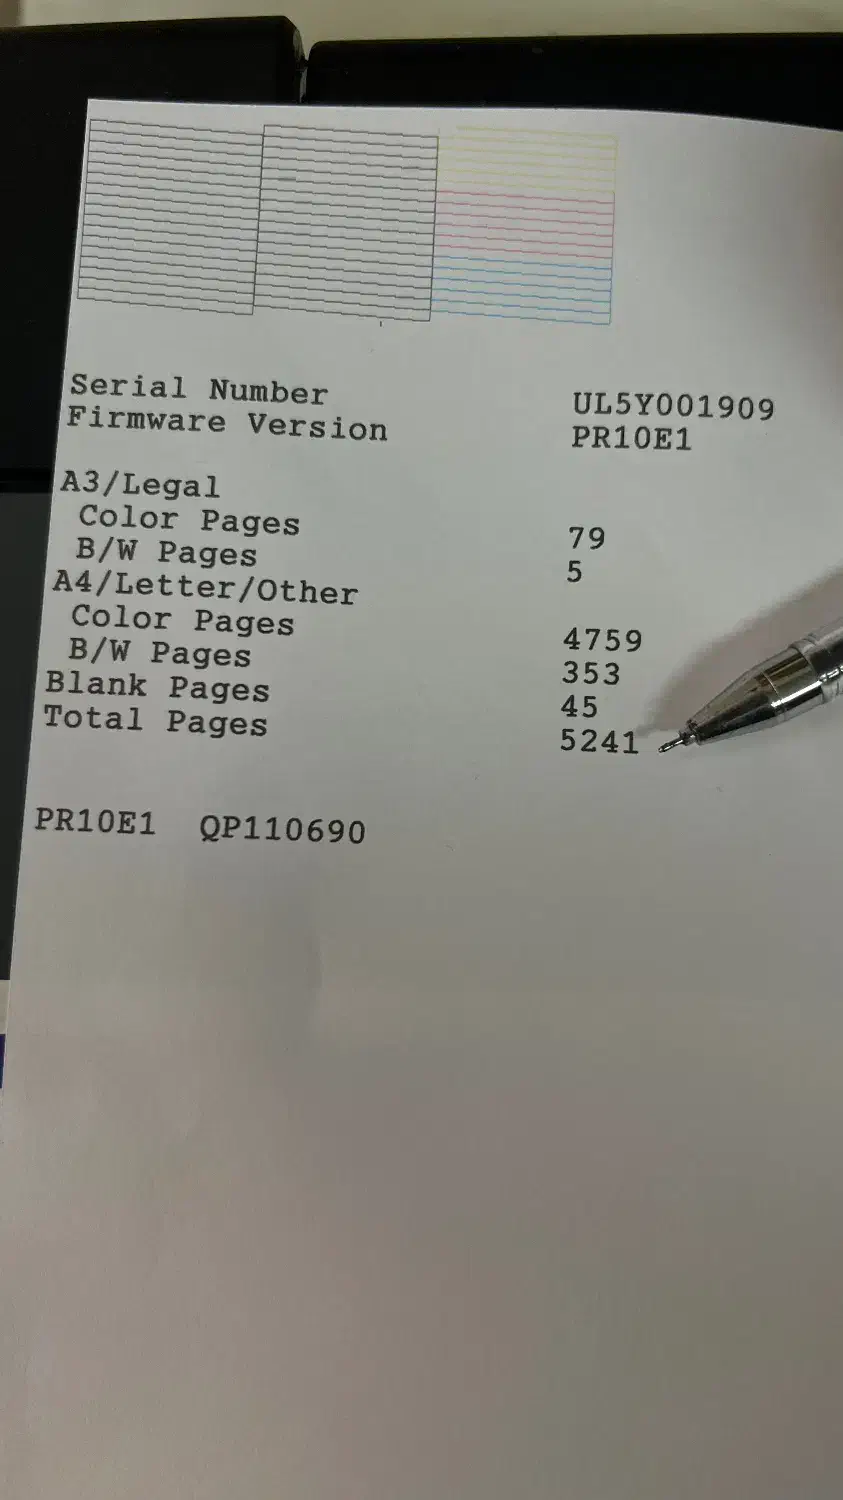 Serial Number UL5Y001909
Firmware Version PR10E1
A3/Legal
Color Pages 79
B/W Pages 5
A4/Letter/Other
Color Pages 4759
B/W Pages 353
Blank Pages 45
Total Pages 5241
PR10E1 QP110690